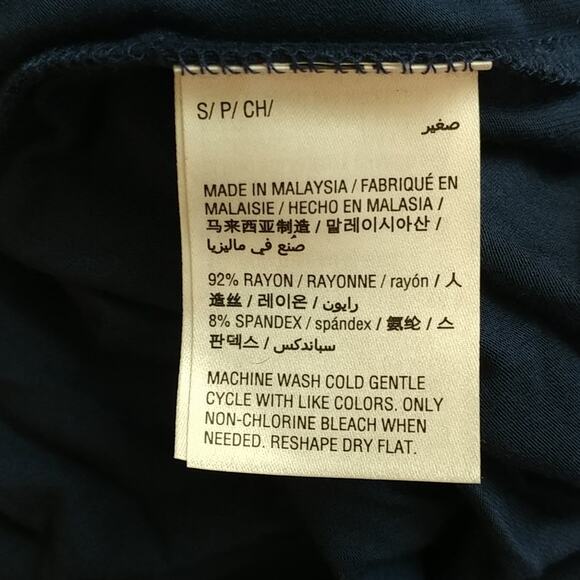 S/ P/ CH/
صغير
MADE IN MALAYSIA / FABRIQUÉ EN
MALAISIE / HECHO EN MALASIA /
马来西亚制造 / 말레이시아산 /
صُنع في ماليزيا
92% RAYON / RAYONNE / rayón / 人
造丝 / 레이온 / رايون
8% SPANDEX / spándex / 氨纶 / 스
판덱스 / سباندكس
MACHINE WASH COLD GENTLE
CYCLE WITH LIKE COLORS. ONLY
NON-CHLORINE BLEACH WHEN
NEEDED. RESHAPE DRY FLAT.